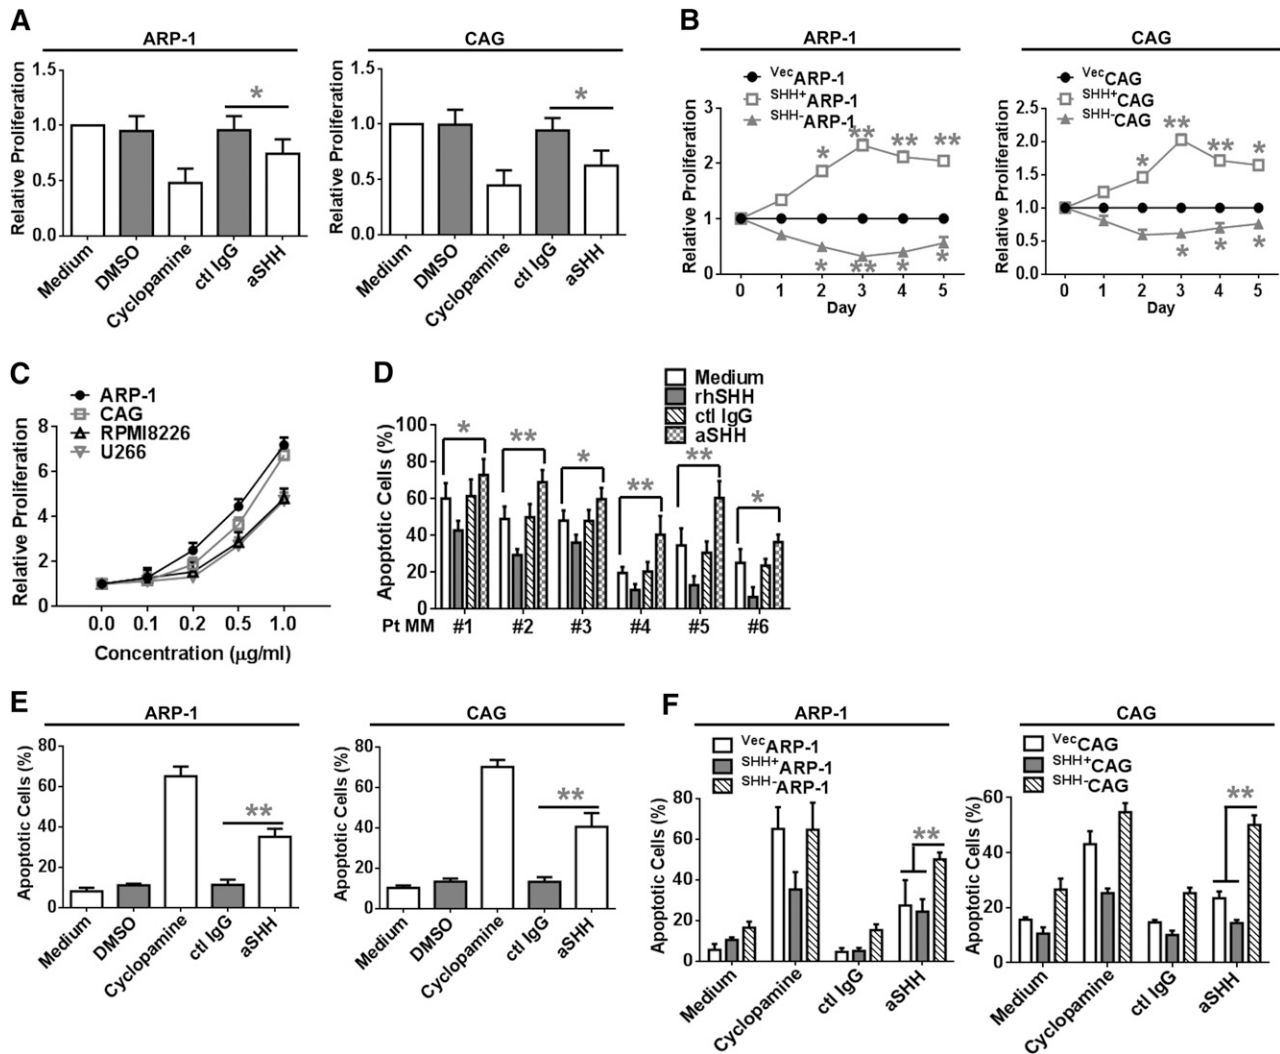 A
ARP-1
CAG
Relative Proliferation
1.5
1.0
0.5
0.0
*
Medium
DMSO
Cyclopamine
ctl IgG
aSHH
Relative Proliferation
1.5
1.0
0.5
0.0
*
Medium
DMSO
Cyclopamine
ctl IgG
aSHH
B
ARP-1
CAG
VecARP-1
SHH+ARP-1
SHH-ARP-1
Relative Proliferation
3
2
1
0
* ** ** **
* ** * *
0 1 2 3 4 5
Day
VecCAG
SHH+CAG
SHH-CAG
Relative Proliferation
2.5
2.0
1.5
1.0
0.5
0.0
* ** ** *
* * *
0 1 2 3 4 5
Day
C
ARP-1
CAG
RPMI8226
U266
Relative Proliferation
8
6
4
2
0
0.0 0.1 0.2 0.5 1.0
Concentration (μg/ml)
D
Medium
rhSHH
ctl IgG
aSHH
Apoptotic Cells (%)
100
80
60
40
20
0
* ** * ** ** *
Pt MM #1 #2 #3 #4 #5 #6
E
ARP-1
CAG
Apoptotic Cells (%)
80
60
40
20
0
**
Medium
DMSO
Cyclopamine
ctl IgG
aSHH
Apoptotic Cells (%)
80
60
40
20
0
**
Medium
DMSO
Cyclopamine
ctl IgG
aSHH
F
ARP-1
CAG
VecARP-1
SHH+ARP-1
SHH-ARP-1
Apoptotic Cells (%)
80
60
40
20
0
**
Medium
Cyclopamine
ctl IgG
aSHH
VecCAG
SHH+CAG
SHH-CAG
Apoptotic Cells (%)
60
40
20
0
**
Medium
Cyclopamine
ctl IgG
aSHH